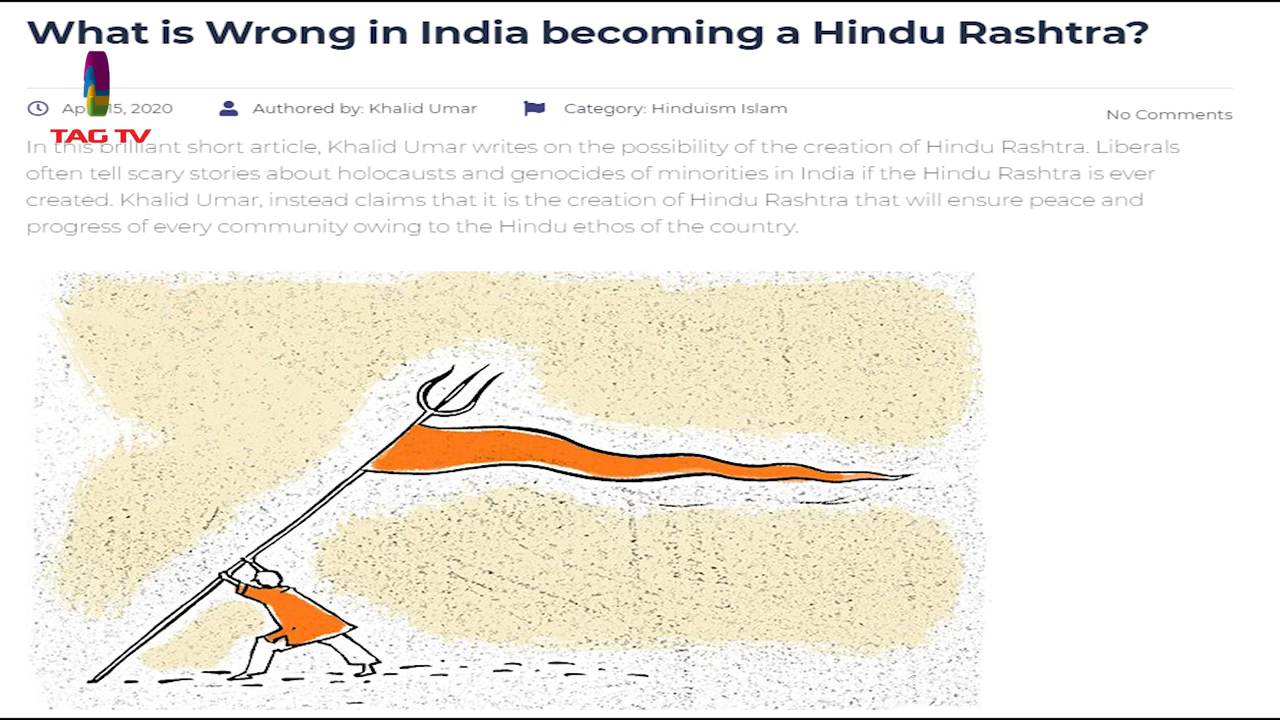 What is Wrong in India becoming a Hindu Rashtra?
15, 2020 Authored by: Khalid Umar Category: Hinduism Islam No Comments
TAG TV
In this brilliant short article, Khalid Umar writes on the possibility of the creation of Hindu Rashtra. Liberals
often tell scary stories about holocausts and genocides of minorities in India if the Hindu Rashtra is ever
created. Khalid Umar, instead claims that it is the creation of Hindu Rashtra that will ensure peace and
progress of every community owing to the Hindu ethos of the country.